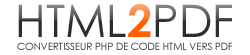 HTML2PDF
CONVERTISSEUR PHP DE CODE HTML VERS PDF